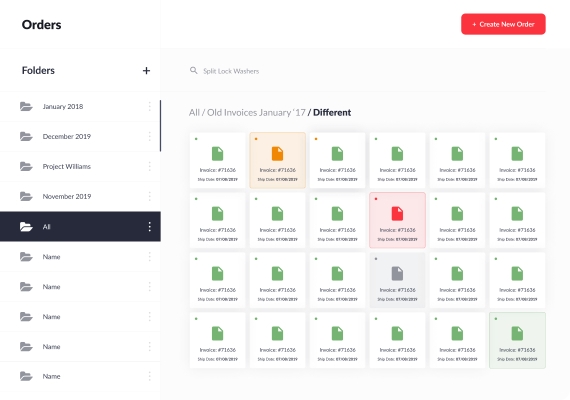 Orders
+ Create New Order
Folders +
Split Lock Washers
January 2018
December 2019
Project Williams
November 2019
All
Name
Name
Name
Name
Name
All / Old Invoices January '17 / Different
Invoice: #71636
Ship Date: 07/08/2019
Invoice: #71636
Ship Date: 07/08/2019
Invoice: #71636
Ship Date: 07/08/2019
Invoice: #71636
Ship Date: 07/08/2019
Invoice: #71636
Ship Date: 07/08/2019
Invoice: #71636
Ship Date: 07/08/2019
Invoice: #71636
Ship Date: 07/08/2019
Invoice: #71636
Ship Date: 07/08/2019
Invoice: #71636
Ship Date: 07/08/2019
Invoice: #71636
Ship Date: 07/08/2019
Invoice: #71636
Ship Date: 07/08/2019
Invoice: #71636
Ship Date: 07/08/2019
Invoice: #71636
Ship Date: 07/08/2019
Invoice: #71636
Ship Date: 07/08/2019
Invoice: #71636
Ship Date: 07/08/2019
Invoice: #71636
Ship Date: 07/08/2019
Invoice: #71636
Ship Date: 07/08/2019
Invoice: #71636
Ship Date: 07/08/2019
Invoice: #71636
Ship Date: 07/08/2019
Invoice: #71636
Ship Date: 07/08/2019
Invoice: #71636
Ship Date: 07/08/2019
Invoice: #71636
Ship Date: 07/08/2019
Invoice: #71636
Ship Date: 07/08/2019
Invoice: #71636
Ship Date: 07/08/2019